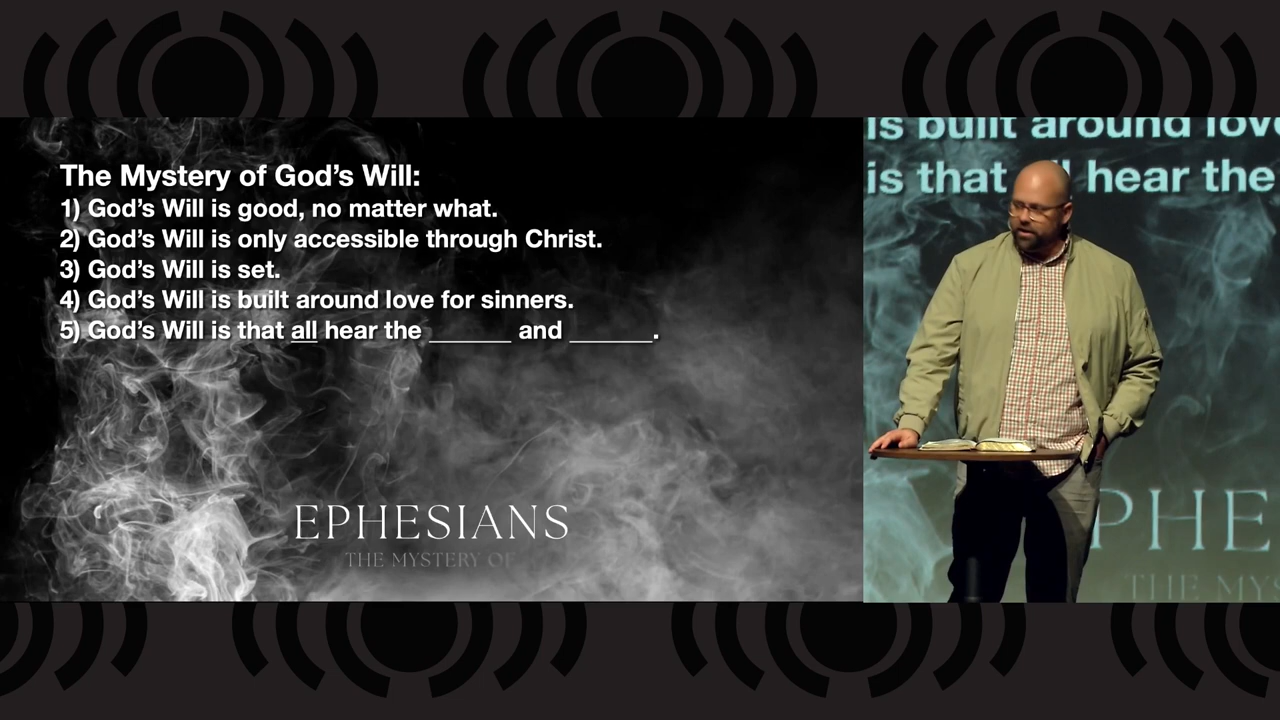 The Mystery of God’s Will:
1) God’s Will is good, no matter what.
2) God’s Will is only accessible through Christ.
3) God’s Will is set.
4) God’s Will is built around love for sinners.
5) God’s Will is that all hear the ______ and ______.
EPHESIANS
THE MYSTERY OF
is built around love
is that all hear the
PHE
THE MYS